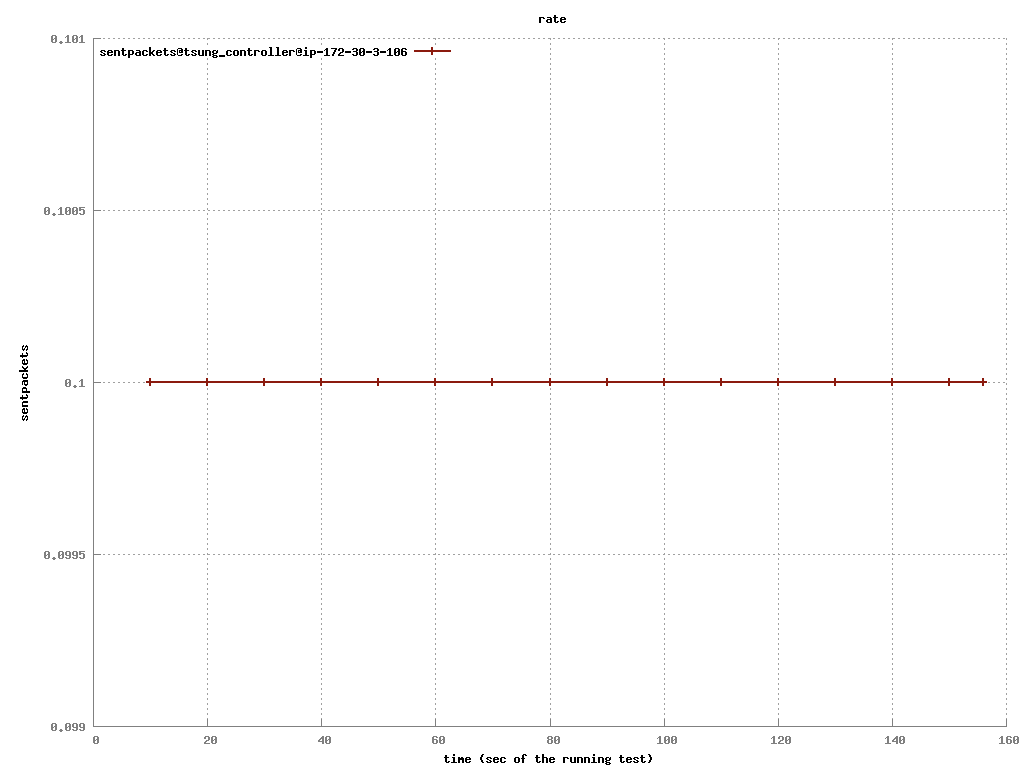 rate
0.101
sentpackets@tsung_controller@ip-172-30-3-106
0.1005
sentpackets
0.1
0.0995
0.099
0 20 40 60 80 100 120 140 160
time (sec of the running test)